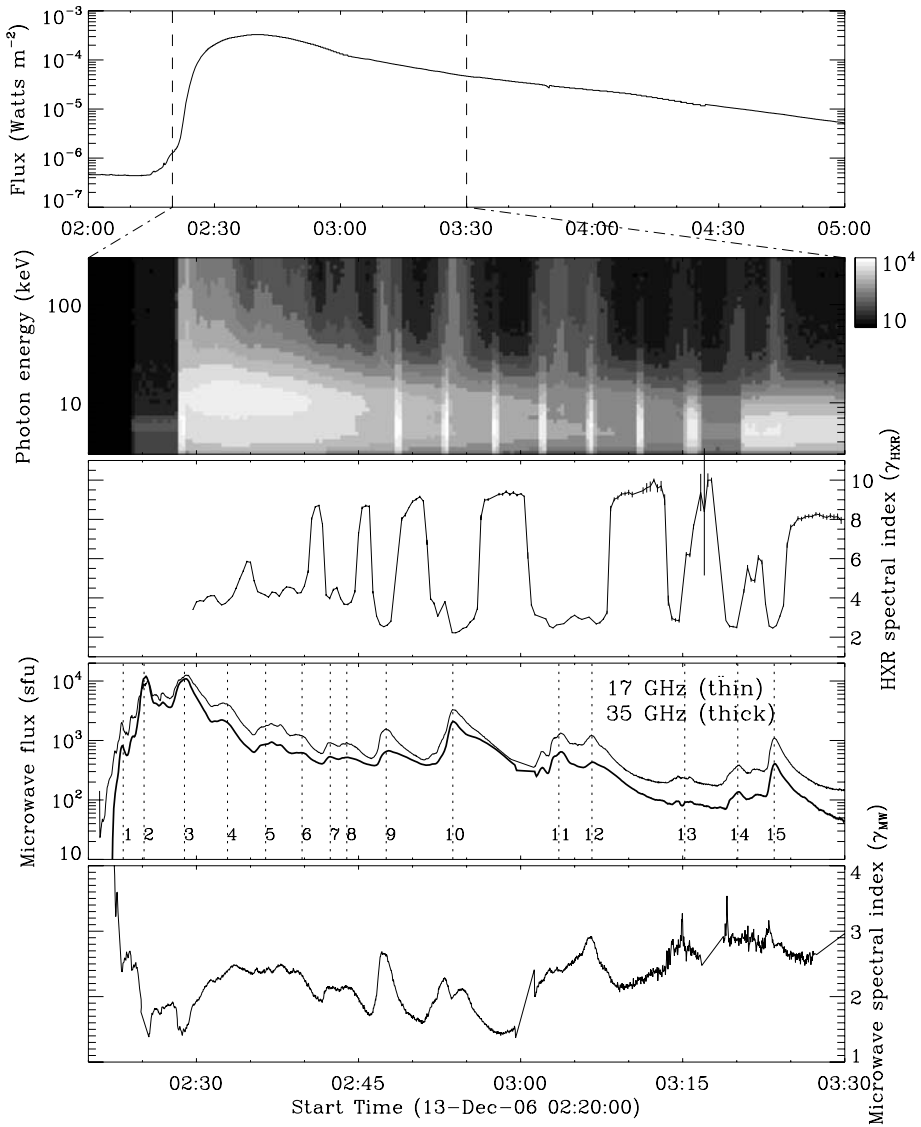 10⁻³
10⁻⁴
10⁻⁵
10⁻⁶
10⁻⁷
Flux (Watts m⁻²)
02:00 02:30 03:00 03:30 04:00 04:30 05:00
Photon energy (keV)
100
10
10⁴
10
HXR spectral index (γHXR)
10
8
6
4
2
Microwave flux (sfu)
10⁴
10³
10²
10
17 GHz (thin)
35 GHz (thick)
1 2 3 4 5 6 7 8 9 10 11 12 13 14 15
Microwave spectral index (γMW)
4
3
2
1
02:30 02:45 03:00 03:15 03:30
Start Time (13-Dec-06 02:20:00)